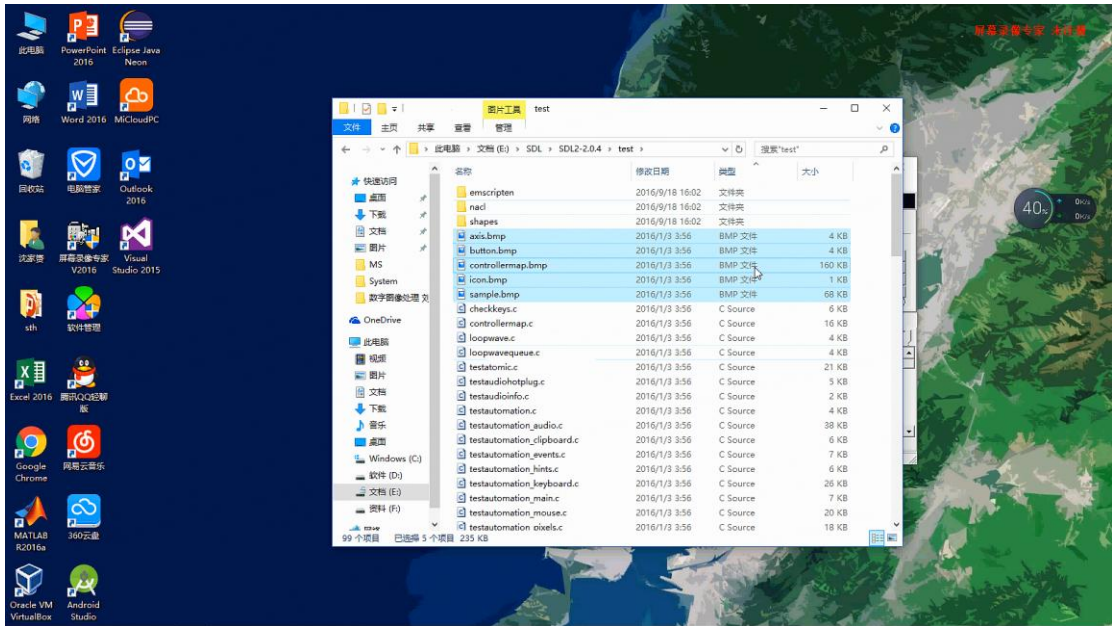 此电脑
PowerPoint 2016
Eclipse Java Neon
网络
Word 2016
MiCloudPC
回收站
电脑管家
Outlook 2016
屏幕录像专家 V2016
Visual Studio 2015
sth
软件管理
Excel 2016
腾讯QQ轻聊版
Google Chrome
网易云音乐
MATLAB R2016a
360云盘
Oracle VM VirtualBox
Android Studio
屏幕录像专家 未注册
图片工具 test
文件 主页 共享 查看 管理
此电脑 › 文档 (E:) › SDL › SDL2-2.0.4 › test ›
搜索"test"
快速访问
桌面
下载
文档
图片
MS
System
数字图像处理 文
OneDrive
此电脑
视频
图片
文档
下载
音乐
桌面
Windows (C:)
软件 (D:)
文档 (E:)
资料 (F:)
名称 修改日期 类型 大小
emscripten 2016/9/18 16:02 文件夹
nacl 2016/9/18 16:02 文件夹
shapes 2016/9/18 16:02 文件夹
axis.bmp 2016/1/3 3:56 BMP 文件 4 KB
button.bmp 2016/1/3 3:56 BMP 文件 4 KB
controllermap.bmp 2016/1/3 3:56 BMP 文件 160 KB
icon.bmp 2016/1/3 3:56 BMP 文件 1 KB
sample.bmp 2016/1/3 3:56 BMP 文件 68 KB
checkkeys.c 2016/1/3 3:56 C Source 6 KB
controllermap.c 2016/1/3 3:56 C Source 16 KB
loopwave.c 2016/1/3 3:56 C Source 4 KB
loopwavequeue.c 2016/1/3 3:56 C Source 4 KB
testatomic.c 2016/1/3 3:56 C Source 21 KB
testaudiohotplug.c 2016/1/3 3:56 C Source 5 KB
testaudioinfo.c 2016/1/3 3:56 C Source 2 KB
testautomation.c 2016/1/3 3:56 C Source 4 KB
testautomation_audio.c 2016/1/3 3:56 C Source 38 KB
testautomation_clipboard.c 2016/1/3 3:56 C Source 6 KB
testautomation_events.c 2016/1/3 3:56 C Source 7 KB
testautomation_hints.c 2016/1/3 3:56 C Source 6 KB
testautomation_keyboard.c 2016/1/3 3:56 C Source 26 KB
testautomation_main.c 2016/1/3 3:56 C Source 7 KB
testautomation_mouse.c 2016/1/3 3:56 C Source 20 KB
testautomation_pixels.c 2016/1/3 3:56 C Source 18 KB
99 个项目 已选择 5 个项目 235 KB
40%
0K/s
0K/s